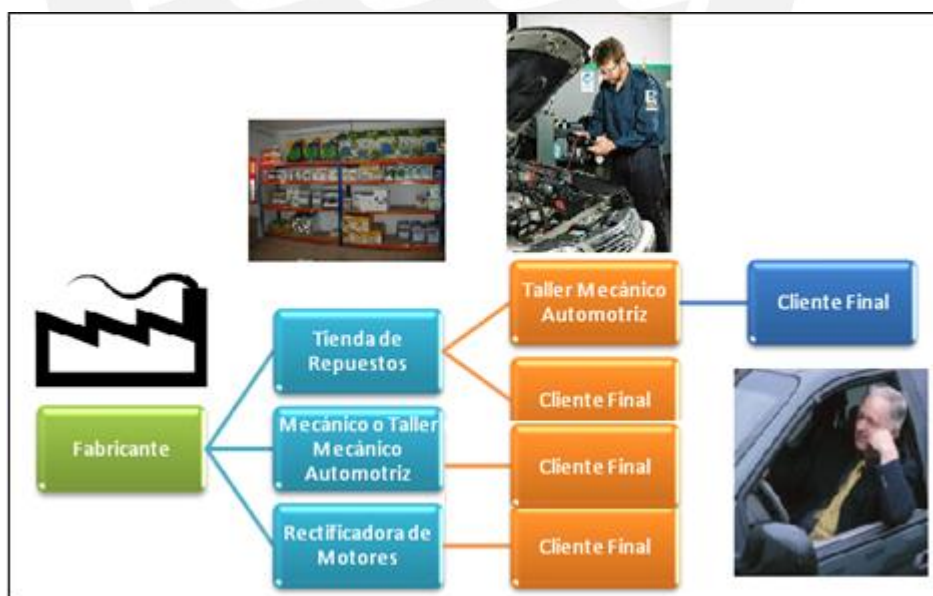 Taller Mecánico
Automotriz
Cliente Final
Tienda de
Repuestos
Cliente Final
Fabricante
Mecánico o Taller
Mecánico
Automotriz
Cliente Final
Rectificadora de
Motores
Cliente Final